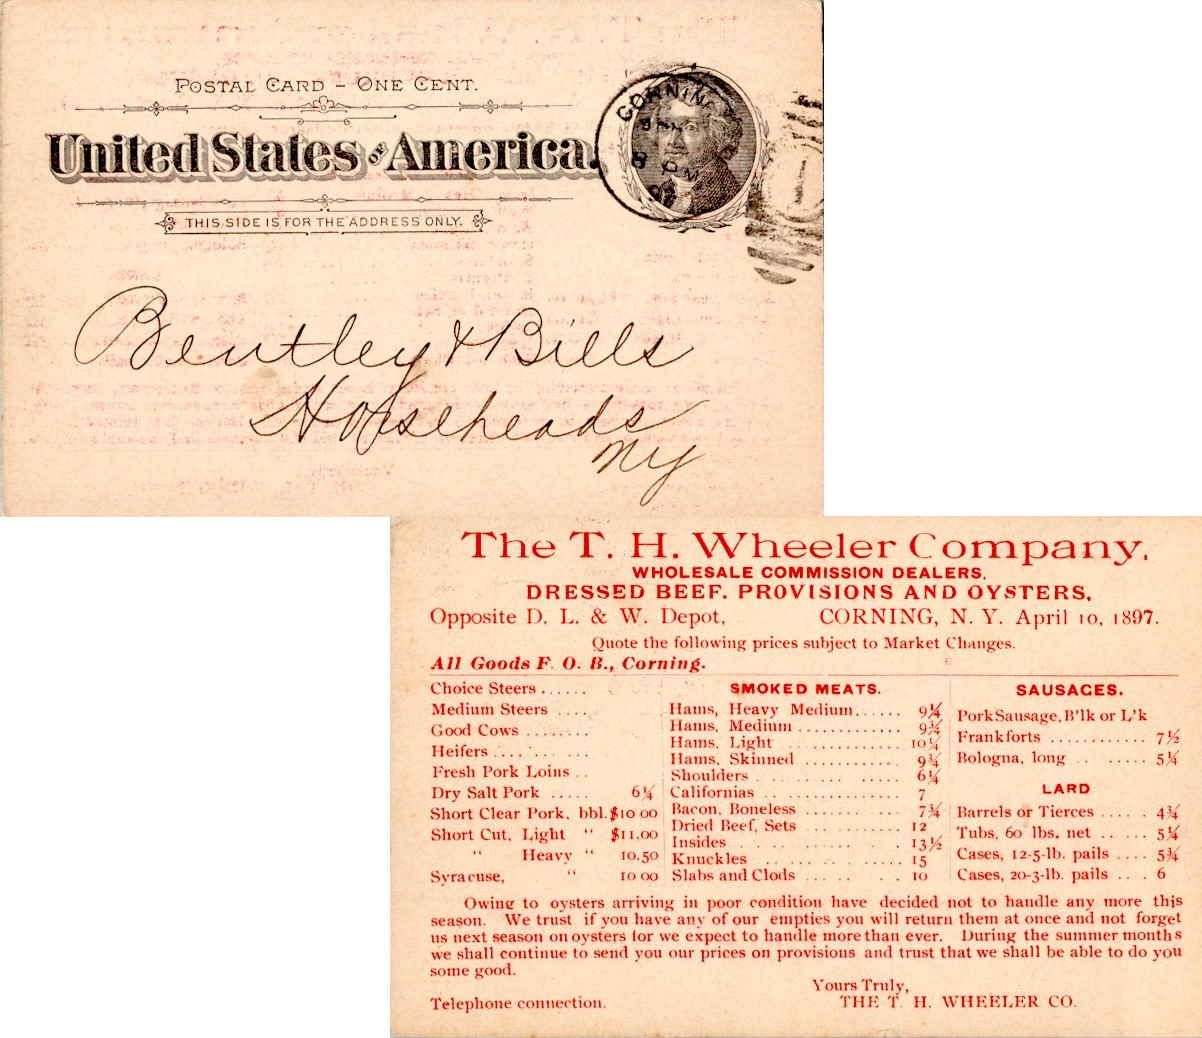 POSTAL CARD - ONE CENT.
United States OF America.
THIS SIDE IS FOR THE ADDRESS ONLY.
CORNING
8
PM
1
Bentley & Bills
Horseheads
NY
The T. H. Wheeler Company,
WHOLESALE COMMISSION DEALERS,
DRESSED BEEF, PROVISIONS AND OYSTERS,
Opposite D. L. & W. Depot, CORNING, N. Y. April 10, 1897.
Quote the following prices subject to Market Changes.
All Goods F. O. B., Corning.
Choice Steers ......
Medium Steers ....
Good Cows ........
Heifers ..........
Fresh Pork Loins ..
Dry Salt Pork ..... 6¼
Short Clear Pork, bbl. $10 00
Short Cut, Light " $11.00
" Heavy " 10.50
Syracuse, " 10 00
SMOKED MEATS.
Hams, Heavy Medium...... 9¼
Hams, Medium ............. 9¾
Hams, Light ............. 10¼
Hams, Skinned ........... 9¾
Shoulders ............... 6¼
Californias ............... 7
Bacon, Boneless .......... 7¾
Dried Beef, Sets .......... 12
Insides ............. 13½
Knuckles ............... 15
Slabs and Clods ......... 10
SAUSAGES.
Pork Sausage, B'lk or L'k
Frankforts ............ 7½
Bologna, long ........ 5¼
LARD
Barrels or Tierces ..... 4¾
Tubs, 60 lbs. net ....... 5¼
Cases, 12-5-lb. pails .... 5¾
Cases, 20-3-lb. pails .... 6
Owing to oysters arriving in poor condition have decided not to handle any more this
season. We trust if you have any of our empties you will return them at once and not forget
us next season on oysters for we expect to handle more than ever. During the summer months
we shall continue to send you our prices on provisions and trust that we shall be able to do you
some good.
Yours Truly,
Telephone connection. THE T. H. WHEELER CO.